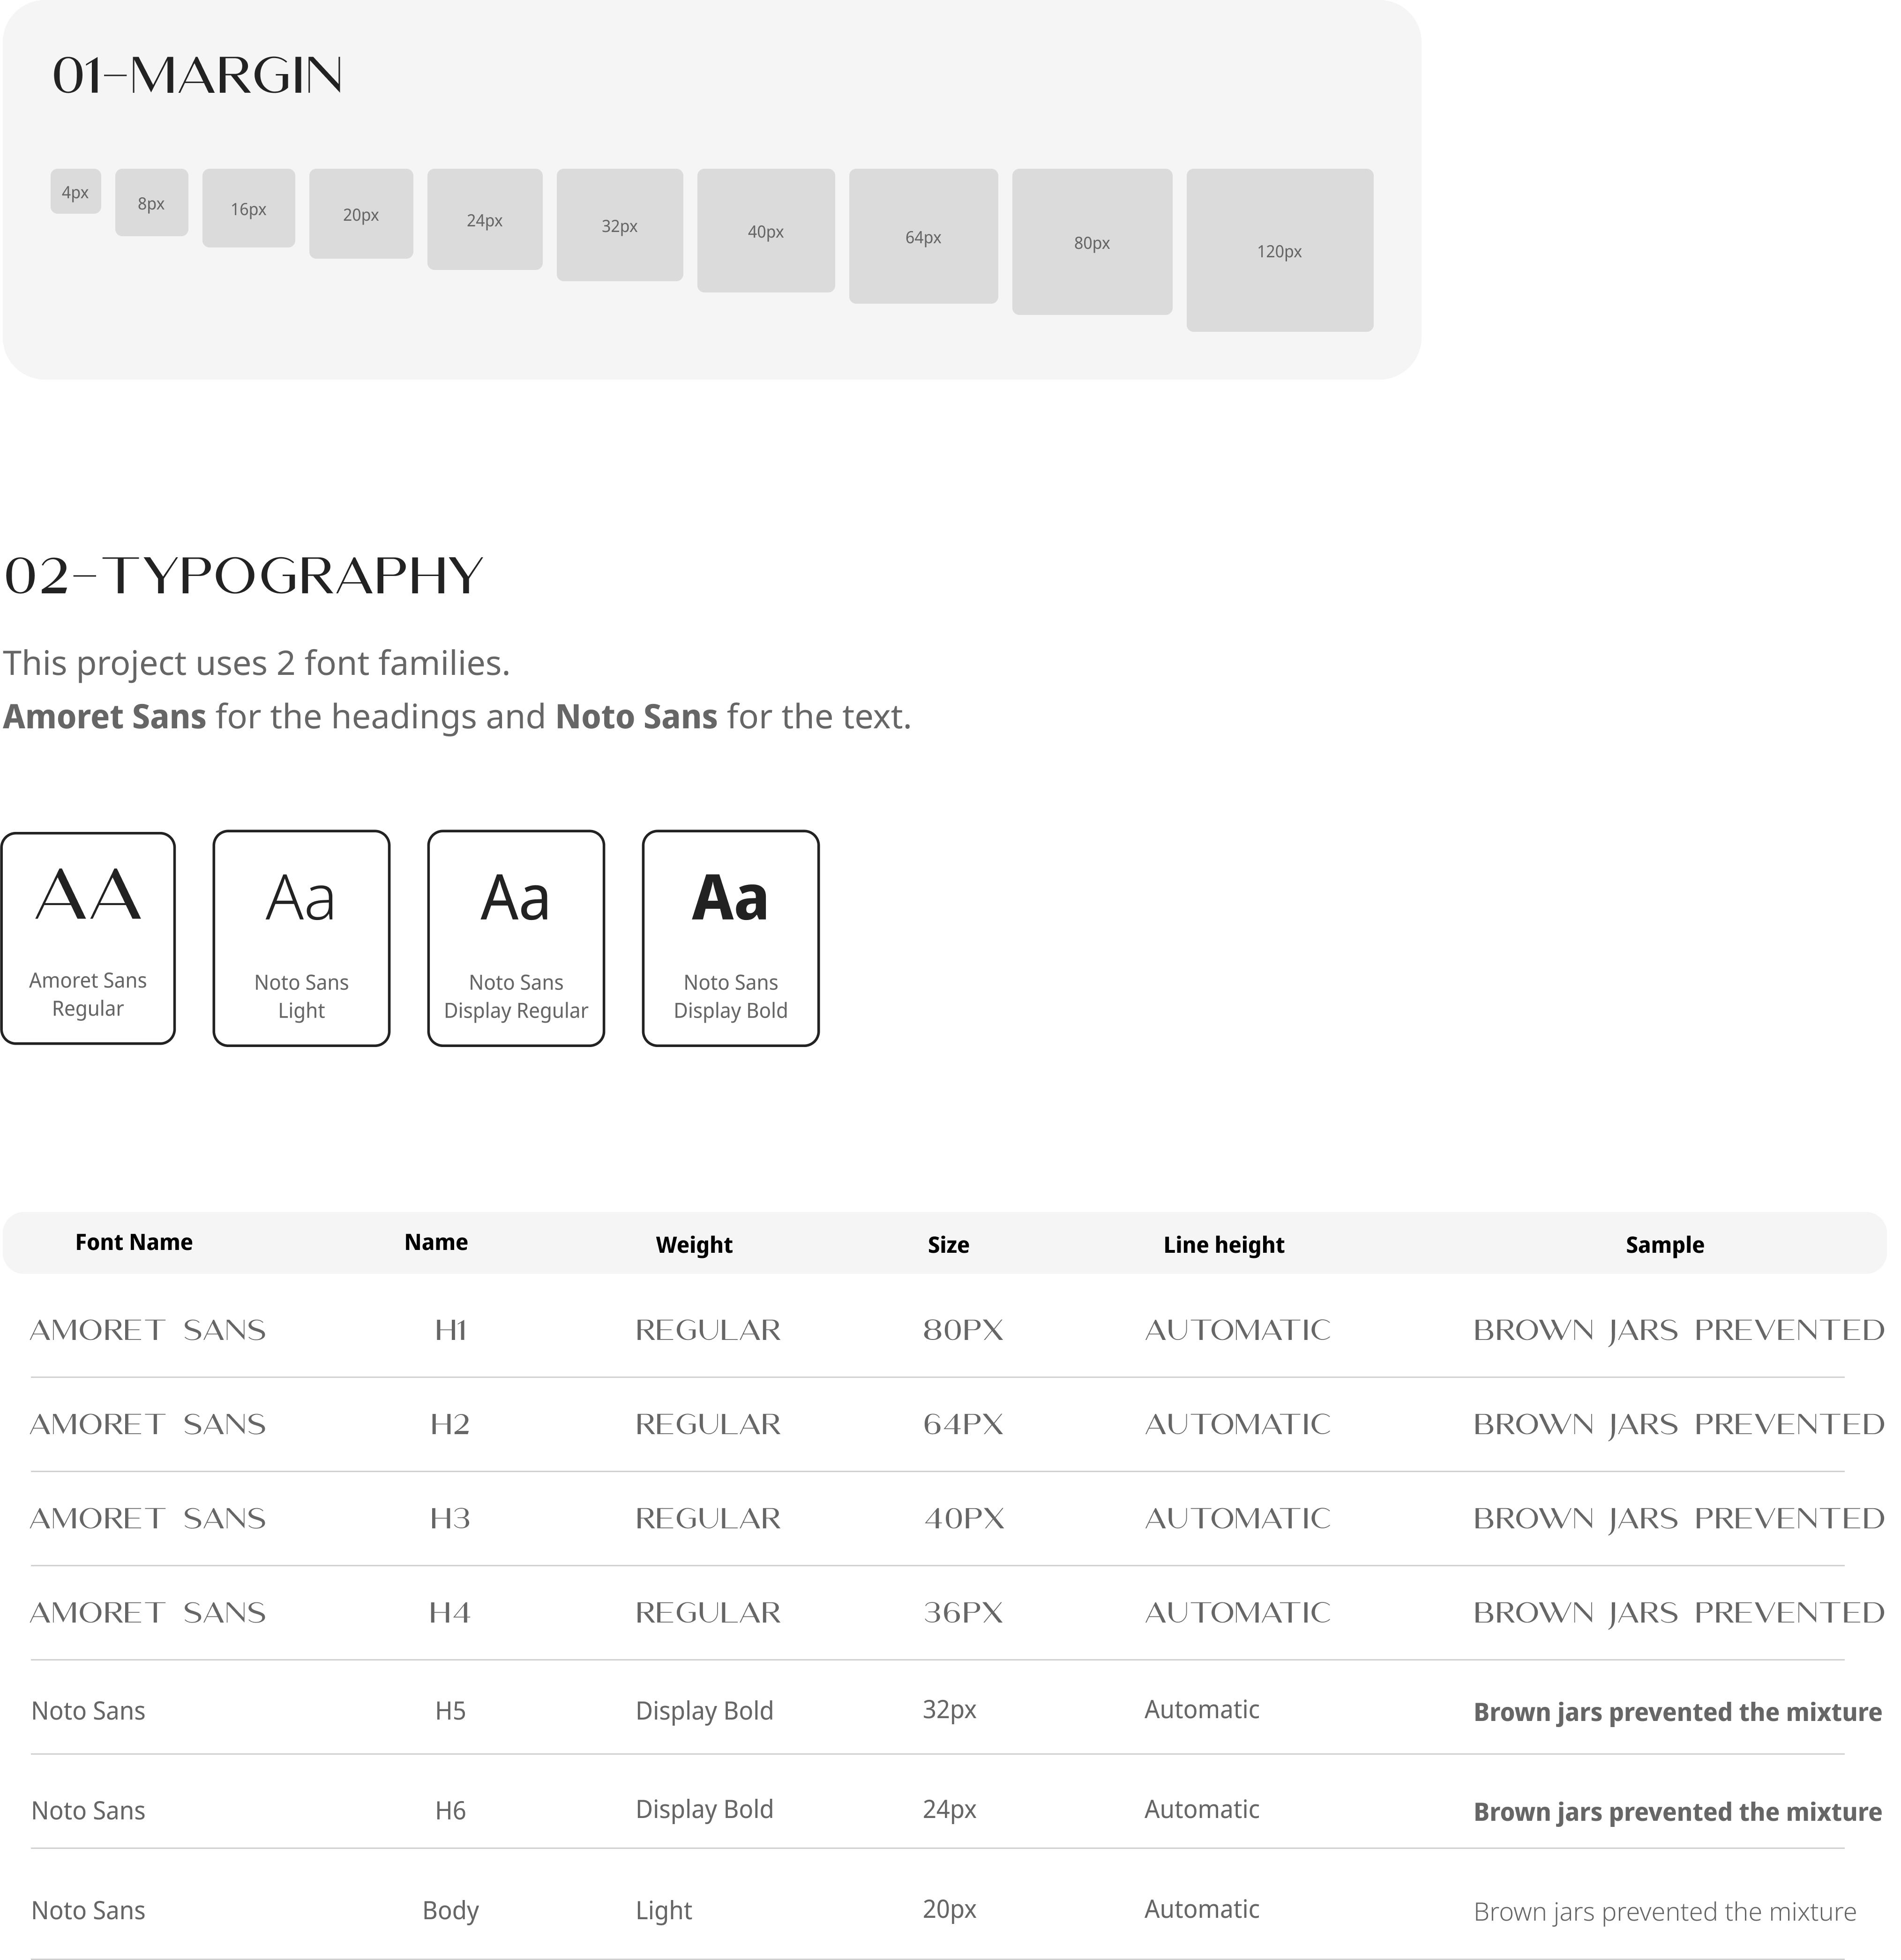 01-MARGIN
4px 8px 16px 20px 24px 32px 40px 64px 80px 120px
02-TYPOGRAPHY
This project uses 2 font families.
Amoret Sans for the headings and Noto Sans for the text.
AA
Amoret Sans
Regular
Aa
Noto Sans
Light
Aa
Noto Sans
Display Regular
Aa
Noto Sans
Display Bold
Font Name Name Weight Size Line height Sample
AMORET SANS H1 REGULAR 80PX AUTOMATIC BROWN JARS PREVENTED
AMORET SANS H2 REGULAR 64PX AUTOMATIC BROWN JARS PREVENTED
AMORET SANS H3 REGULAR 40PX AUTOMATIC BROWN JARS PREVENTED
AMORET SANS H4 REGULAR 36PX AUTOMATIC BROWN JARS PREVENTED
Noto Sans H5 Display Bold 32px Automatic Brown jars prevented the mixture
Noto Sans H6 Display Bold 24px Automatic Brown jars prevented the mixture
Noto Sans Body Light 20px Automatic Brown jars prevented the mixture